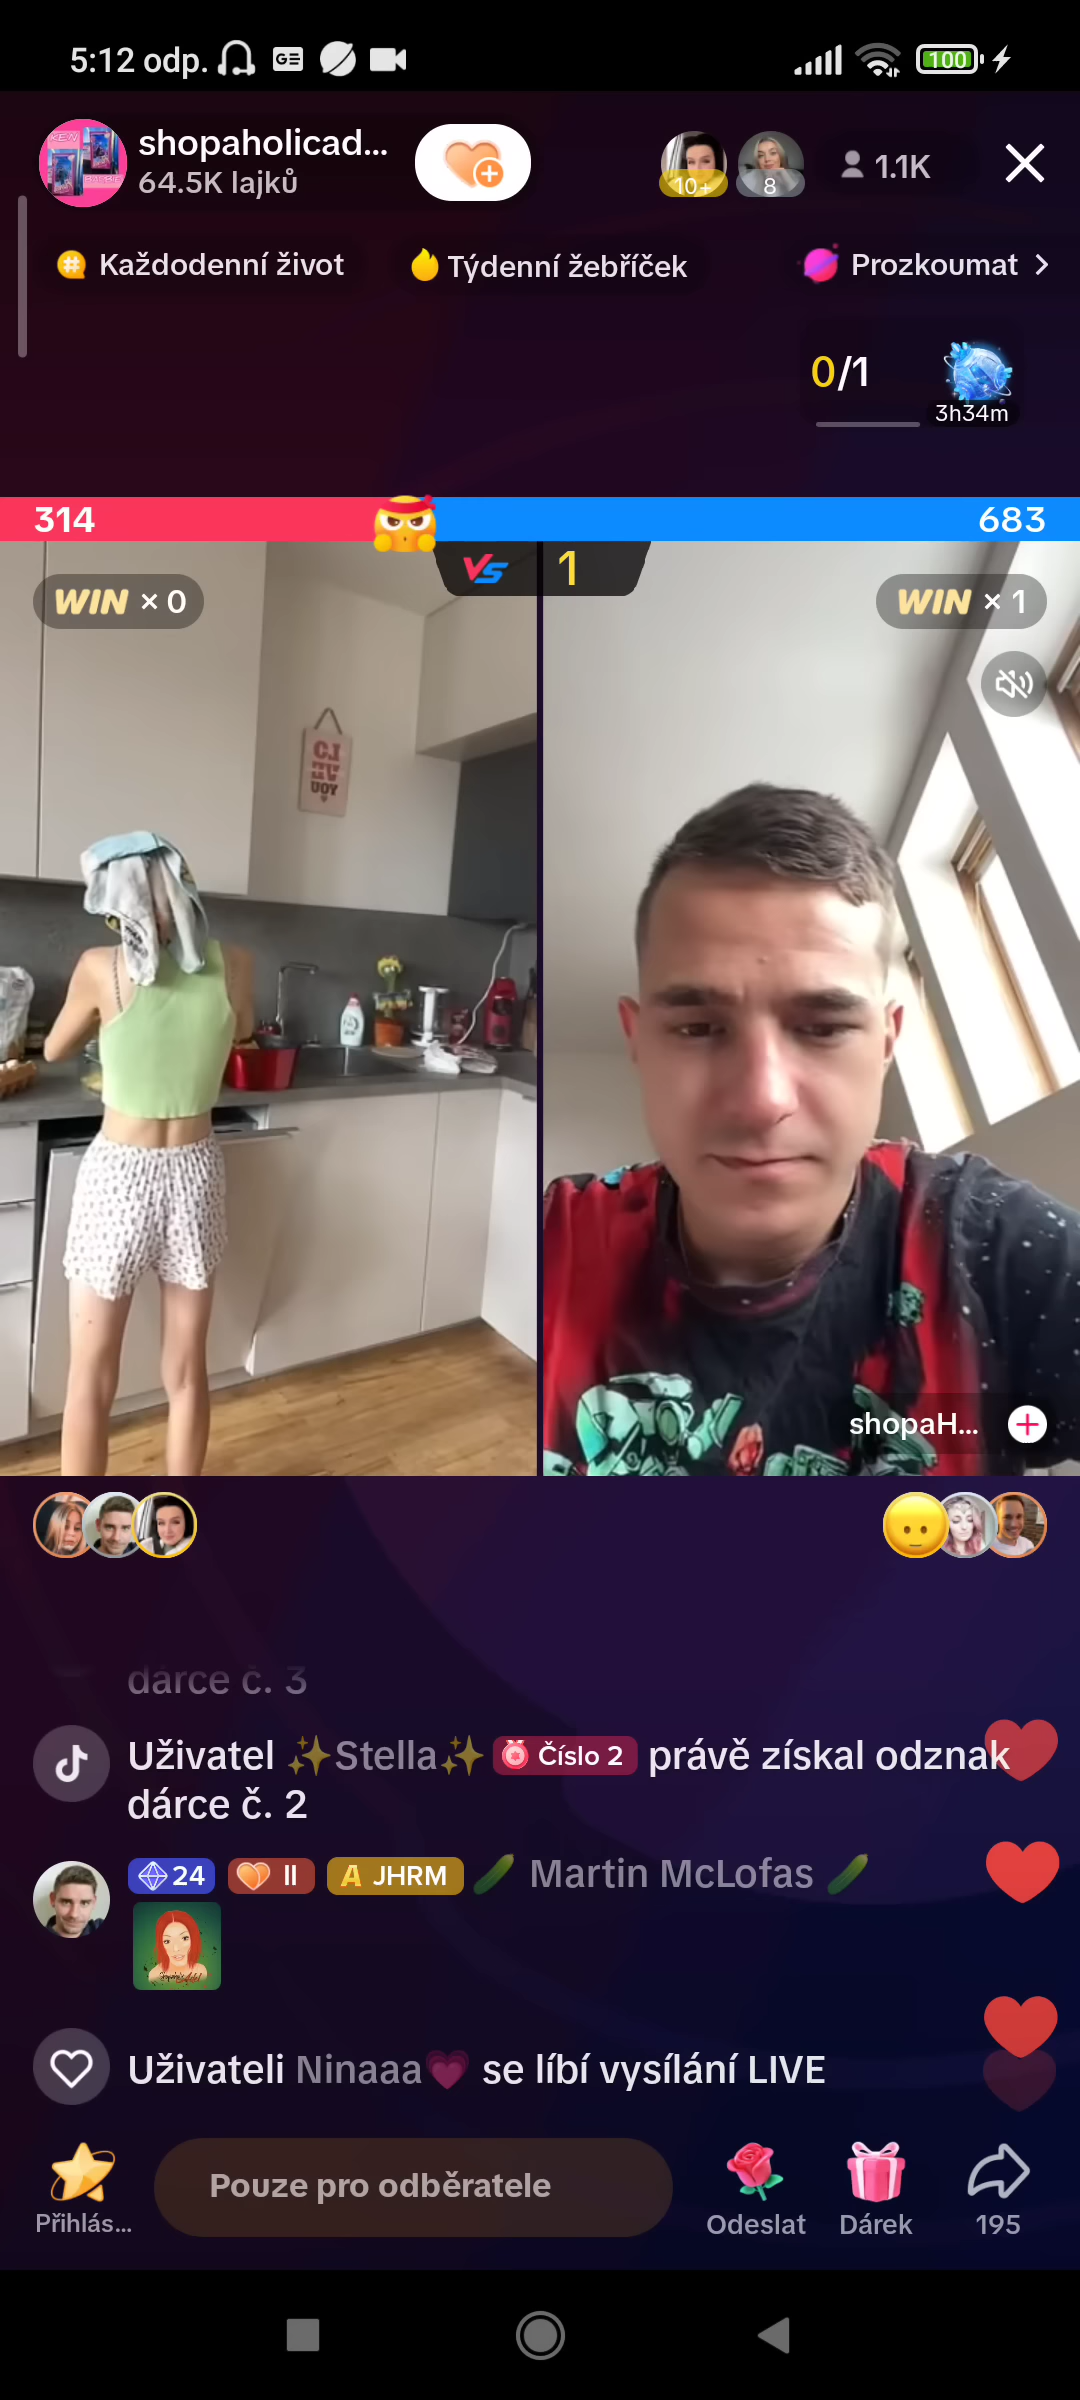 5:12 odp.
100
shopaholicad...
64.5K lajků
10+
8
1.1K
Každodenní život
Týdenní žebříček
Prozkoumat
0/1
3h34m
314
683
VS
1
WIN × 0
WIN × 1
shopaH...
dárce č. 3
Uživatel ✨Stella✨ Číslo 2 právě získal odznak
dárce č. 2
24 II A JHRM 🥒 Martin McLofas 🥒
Uživateli Ninaaa💗 se líbí vysílání LIVE
Přihlás...
Pouze pro odběratele
Odeslat
Dárek
195